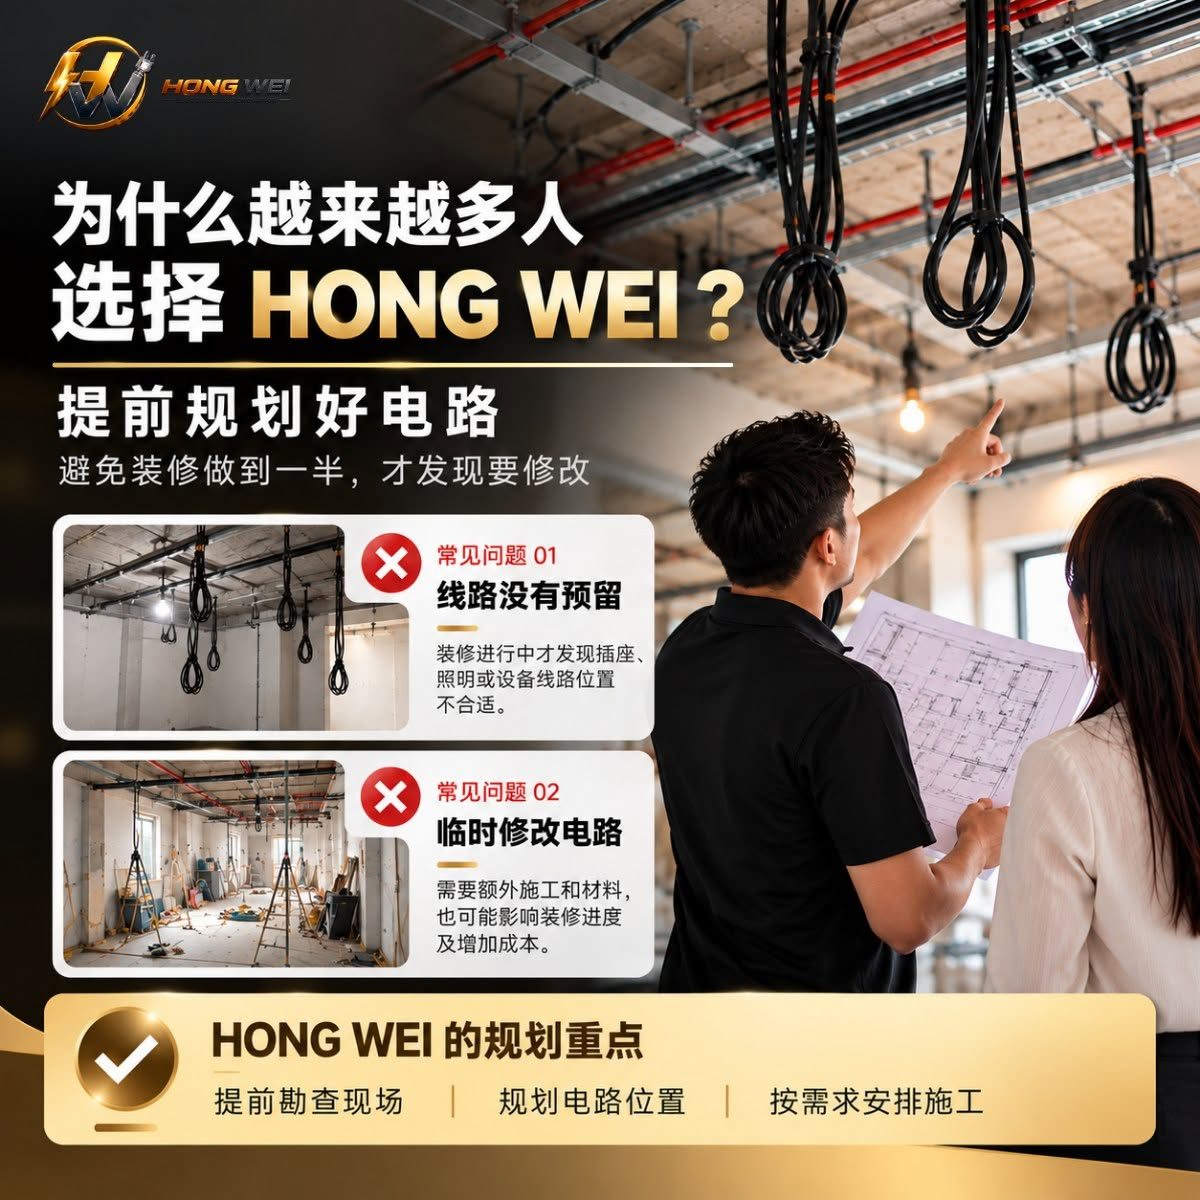 HW
HONG WEI
为什么越来越多人
选择 HONG WEI？
提前规划好电路
避免装修做到一半，才发现要修改
常见问题 01
线路没有预留
装修进行中才发现插座、
照明或设备线路位置
不合适。
常见问题 02
临时修改电路
需要额外施工和材料，
也可能影响装修进度
及增加成本。
HONG WEI 的规划重点
提前勘查现场 | 规划电路位置 | 按需求安排施工